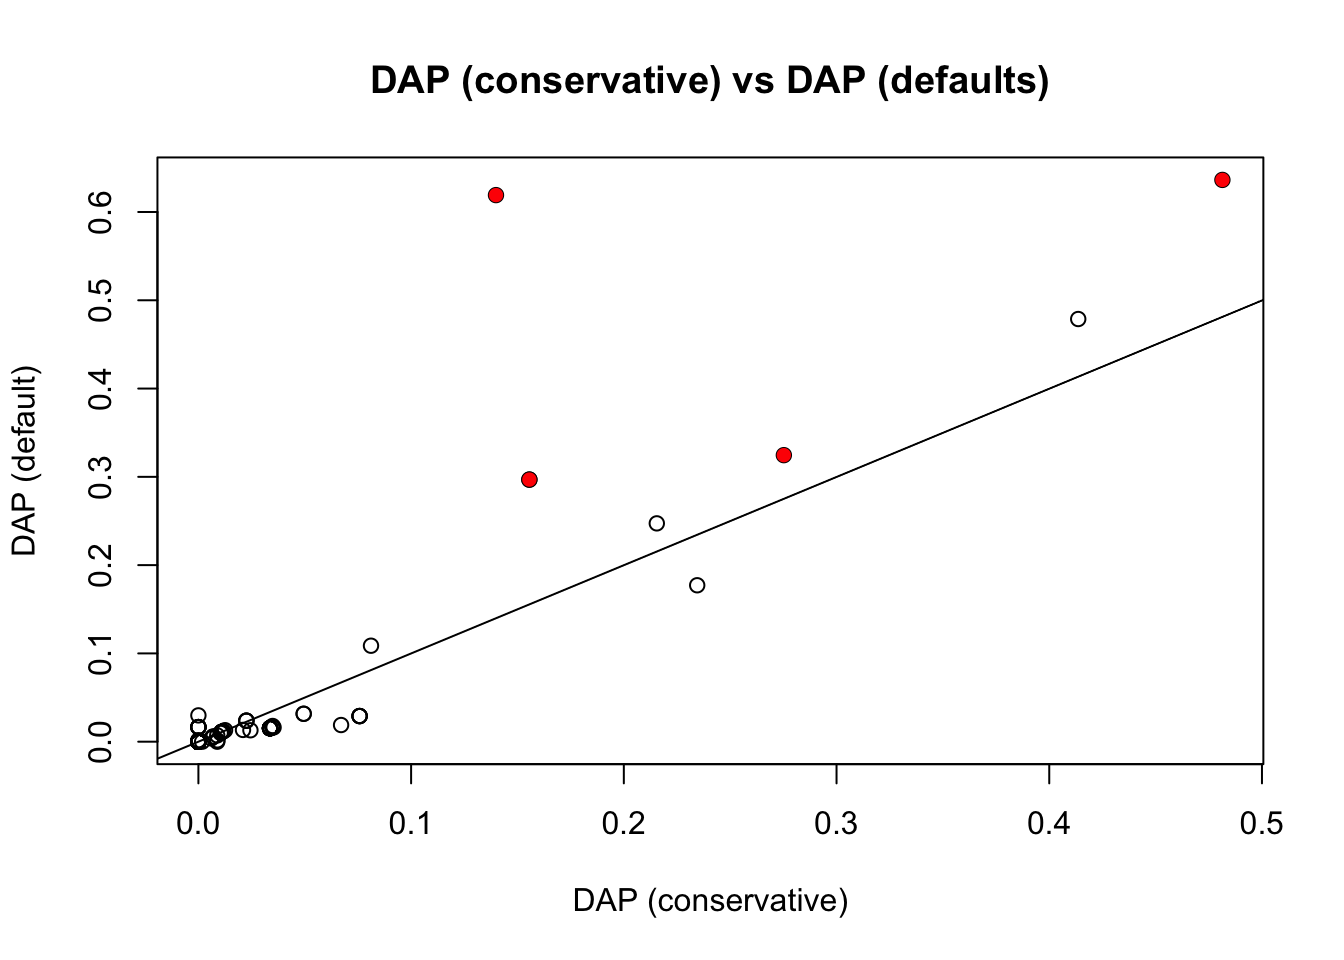 DAP (conservative) vs DAP (defaults)
DAP (default)
0.6
0.5
0.4
0.3
0.2
0.1
0.0
0.0 0.1 0.2 0.3 0.4 0.5
DAP (conservative)